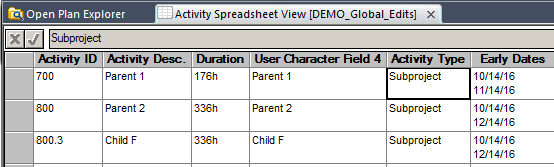 Open Plan Explorer Activity Spreadsheet View [DEMO_Global_Edits]
Subproject
Activity ID Activity Desc. Duration User Character Field 4 Activity Type Early Dates
700 Parent 1 176h Parent 1 Subproject 10/14/16
11/14/16
800 Parent 2 336h Parent 2 Subproject 10/14/16
12/14/16
800.3 Child F 336h Child F Subproject 10/14/16
12/14/16